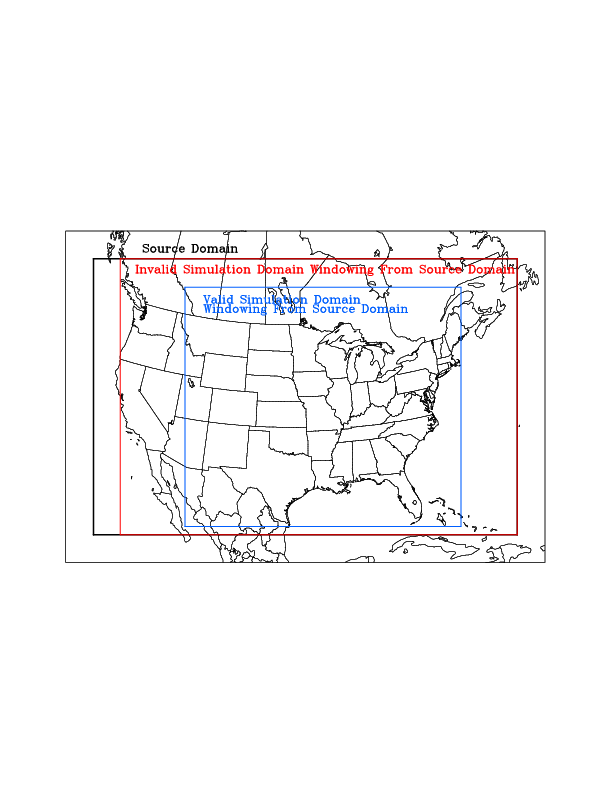 Source Domain
Invalid Simulation Domain Windowing From Source Domain
Valid Simulation Domain
Windowing From Source Domain